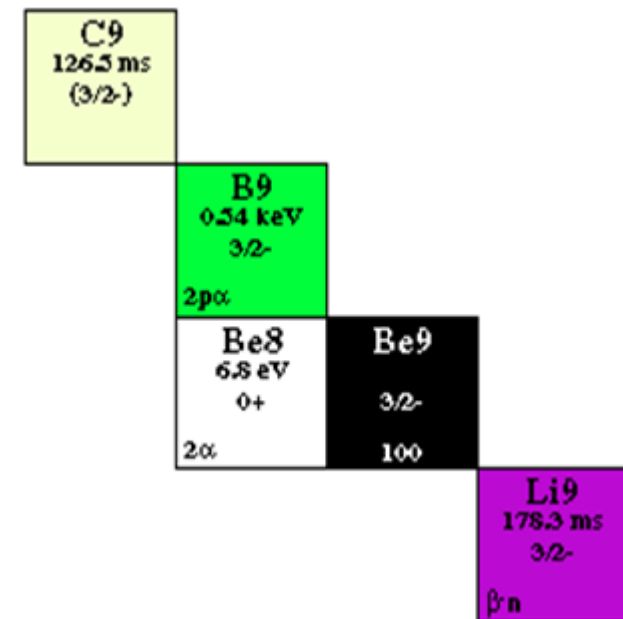 C9
126.5 ms
(3/2-)
B9
0.54 keV
3/2-
2pα
Be8
6.8 eV
0+
2α
Be9
3/2-
100
Li9
178.3 ms
3/2-
β-n